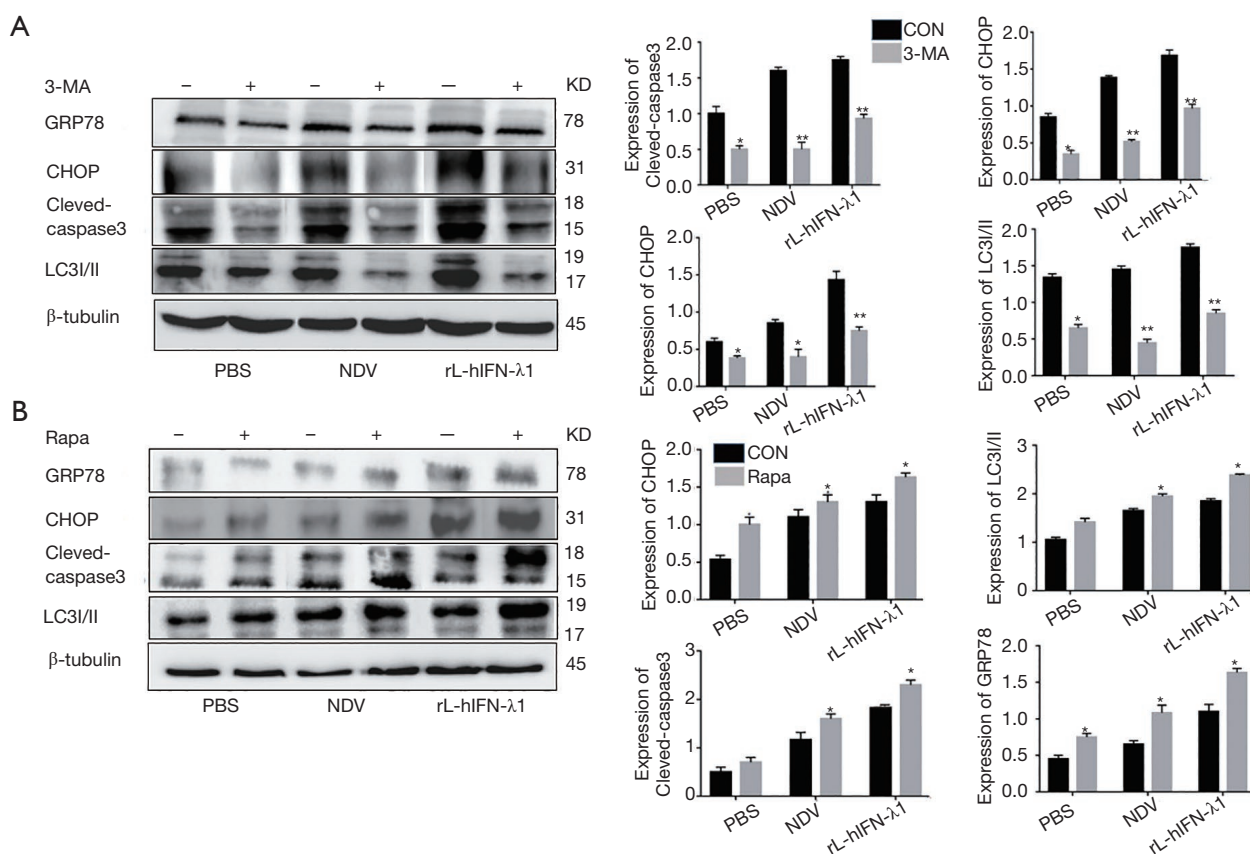 A
3-MA – + – + — + KD
GRP78 78
CHOP 31
Cleved-
caspase3
18
15
LC3I/II
19
17
β-tubulin 45
PBS NDV rL-hIFN-λ1
Expression of
Cleved-caspase3
2.0
1.5
1.0
0.5
0.0
* ** **
PBS NDV rL-hIFN-λ1
CON
3-MA
Expression of CHOP
2.0
1.5
1.0
0.5
0.0
* ** **
PBS NDV rL-hIFN-λ1
Expression of CHOP
2.0
1.5
1.0
0.5
0.0
* * **
PBS NDV rL-hIFN-λ1
Expression of LC3I/II
2.0
1.5
1.0
0.5
0.0
* ** **
PBS NDV rL-hIFN-λ1
B
Rapa – + – + — + KD
GRP78 78
CHOP 31
Cleved-
caspase3
18
15
LC3I/II
19
17
β-tubulin 45
PBS NDV rL-hIFN-λ1
Expression of CHOP
2.0
1.5
1.0
0.5
0.0
CON
Rapa
* * *
PBS NDV rL-hIFN-λ1
Expression of LC3I/II
3
2
1
0
* *
PBS NDV rL-hIFN-λ1
Expression of
Cleved-caspase3
3
2
1
0
* *
PBS NDV rL-hIFN-λ1
Expression of GRP78
2.0
1.5
1.0
0.5
0.0
* * *
PBS NDV rL-hIFN-λ1